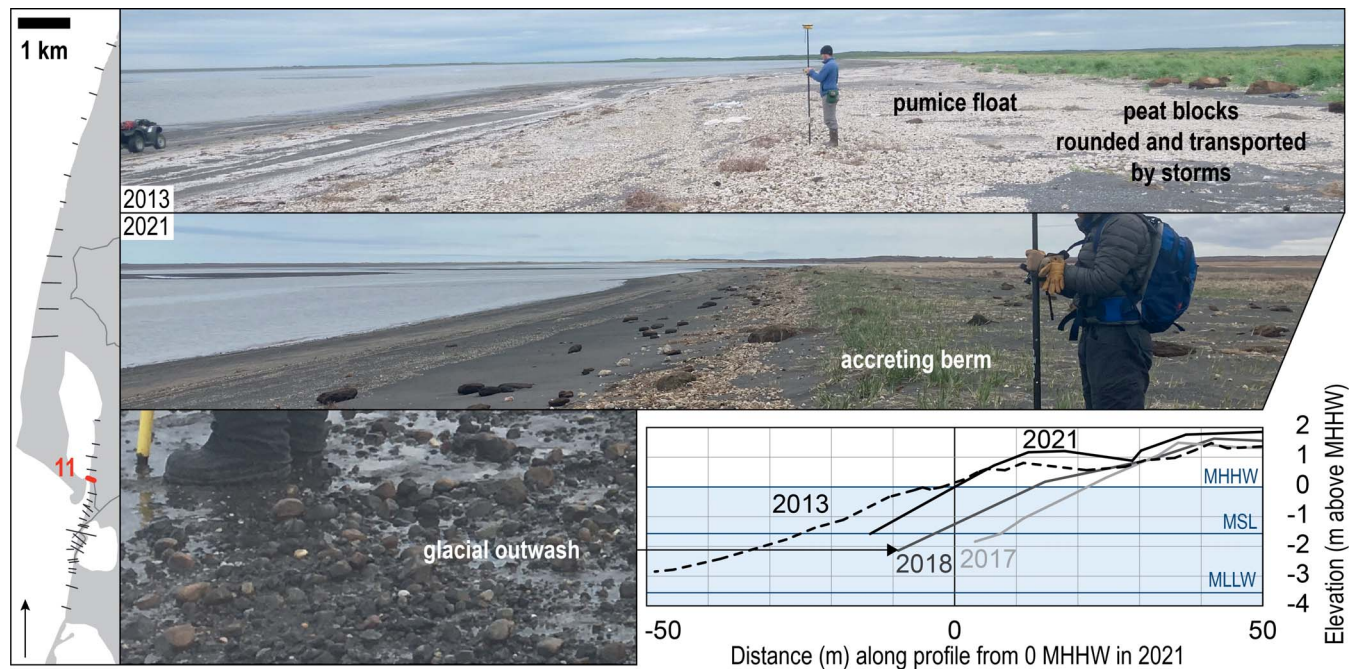 1 km
2013
pumice float
peat blocks
rounded and transported
by storms
2021
accreting berm
11
glacial outwash
2021
2013
2018
2017
MHHW
MSL
MLLW
2
1
0
-1
-2
-3
-4
Elevation (m above MHHW)
-50
0
50
Distance (m) along profile from 0 MHHW in 2021